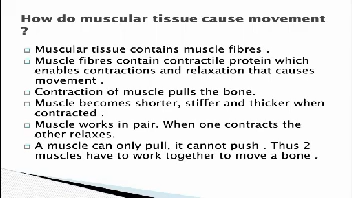 How do muscular tissue cause movement
?
Muscular tissue contains muscle fibres .
Muscle fibres contain contractile protein which
enables contractions and relaxation that causes
movement .
Contraction of muscle pulls the bone.
Muscle becomes shorter, stiffer and thicker when
contracted .
Muscle works in pair. When one contracts the
other relaxes.
A muscle can only pull, it cannot push . Thus 2
muscles have to work together to move a bone .